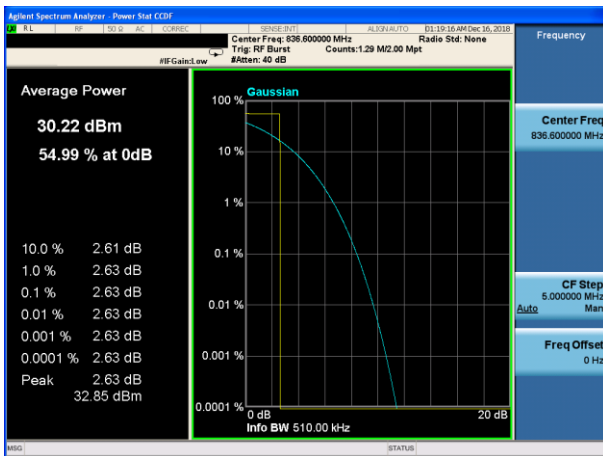 Agilent Spectrum Analyzer - Power Stat CCDF
RL RF 50 Ω AC CORREC SENSE:INT ALIGNAUTO 01:19:16 AM Dec 16, 2018
Center Freq: 836.600000 MHz Radio Std: None
Trig: RF Burst Counts:1.29 M/2.00 Mpt
#IFGain:Low #Atten: 40 dB
Frequency
Average Power
30.22 dBm
54.99 % at 0dB
10.0 % 2.61 dB
1.0 % 2.63 dB
0.1 % 2.63 dB
0.01 % 2.63 dB
0.001 % 2.63 dB
0.0001 % 2.63 dB
Peak 2.63 dB
32.85 dBm
Gaussian
100 %
10 %
1 %
0.1 %
0.01 %
0.001 %
0.0001 %
0 dB 20 dB
Info BW 510.00 kHz
Center Freq
836.600000 MHz
CF Step
5.000000 MHz
Auto Man
Freq Offset
0 Hz
MSG STATUS